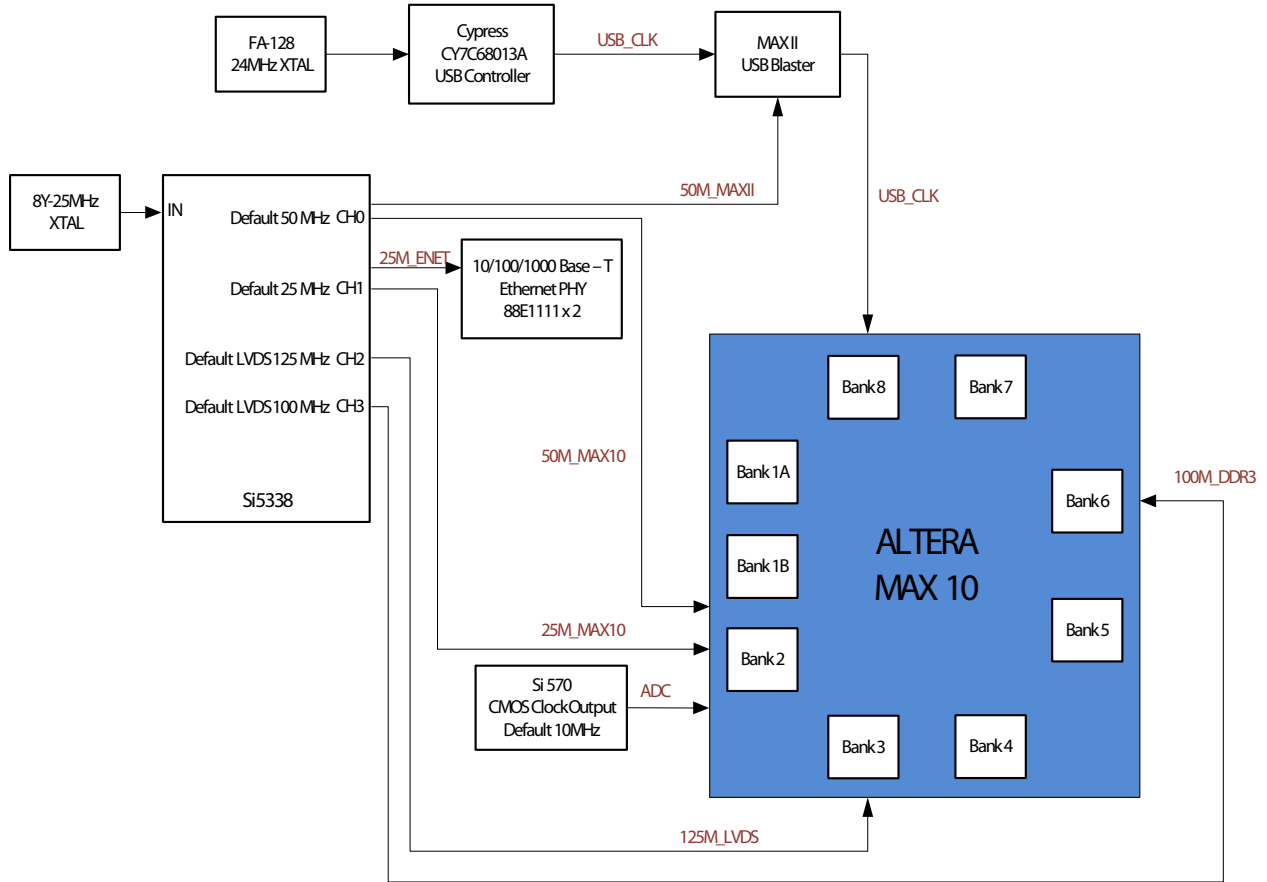 FA-128
24MHz XTAL
Cypress
CY7C68013A
USB Controller
USB_CLK
MAX II
USB Blaster
8Y-25MHz
XTAL
IN
Default 50 MHz CH0
Default 25 MHz CH1
Default LVDS 125 MHz CH2
Default LVDS 100 MHz CH3
Si5338
50M_MAXII
USB_CLK
25M_ENET
10/100/1000 Base – T
Ethernet PHY
88E1111 x 2
50M_MAX10
25M_MAX10
Si 570
CMOS Clock Output
Default 10MHz
ADC
125M_LVDS
100M_DDR3
Bank 8
Bank 7
Bank 1A
Bank 6
Bank 1B
ALTERA
MAX 10
Bank 5
Bank 2
Bank 3
Bank 4